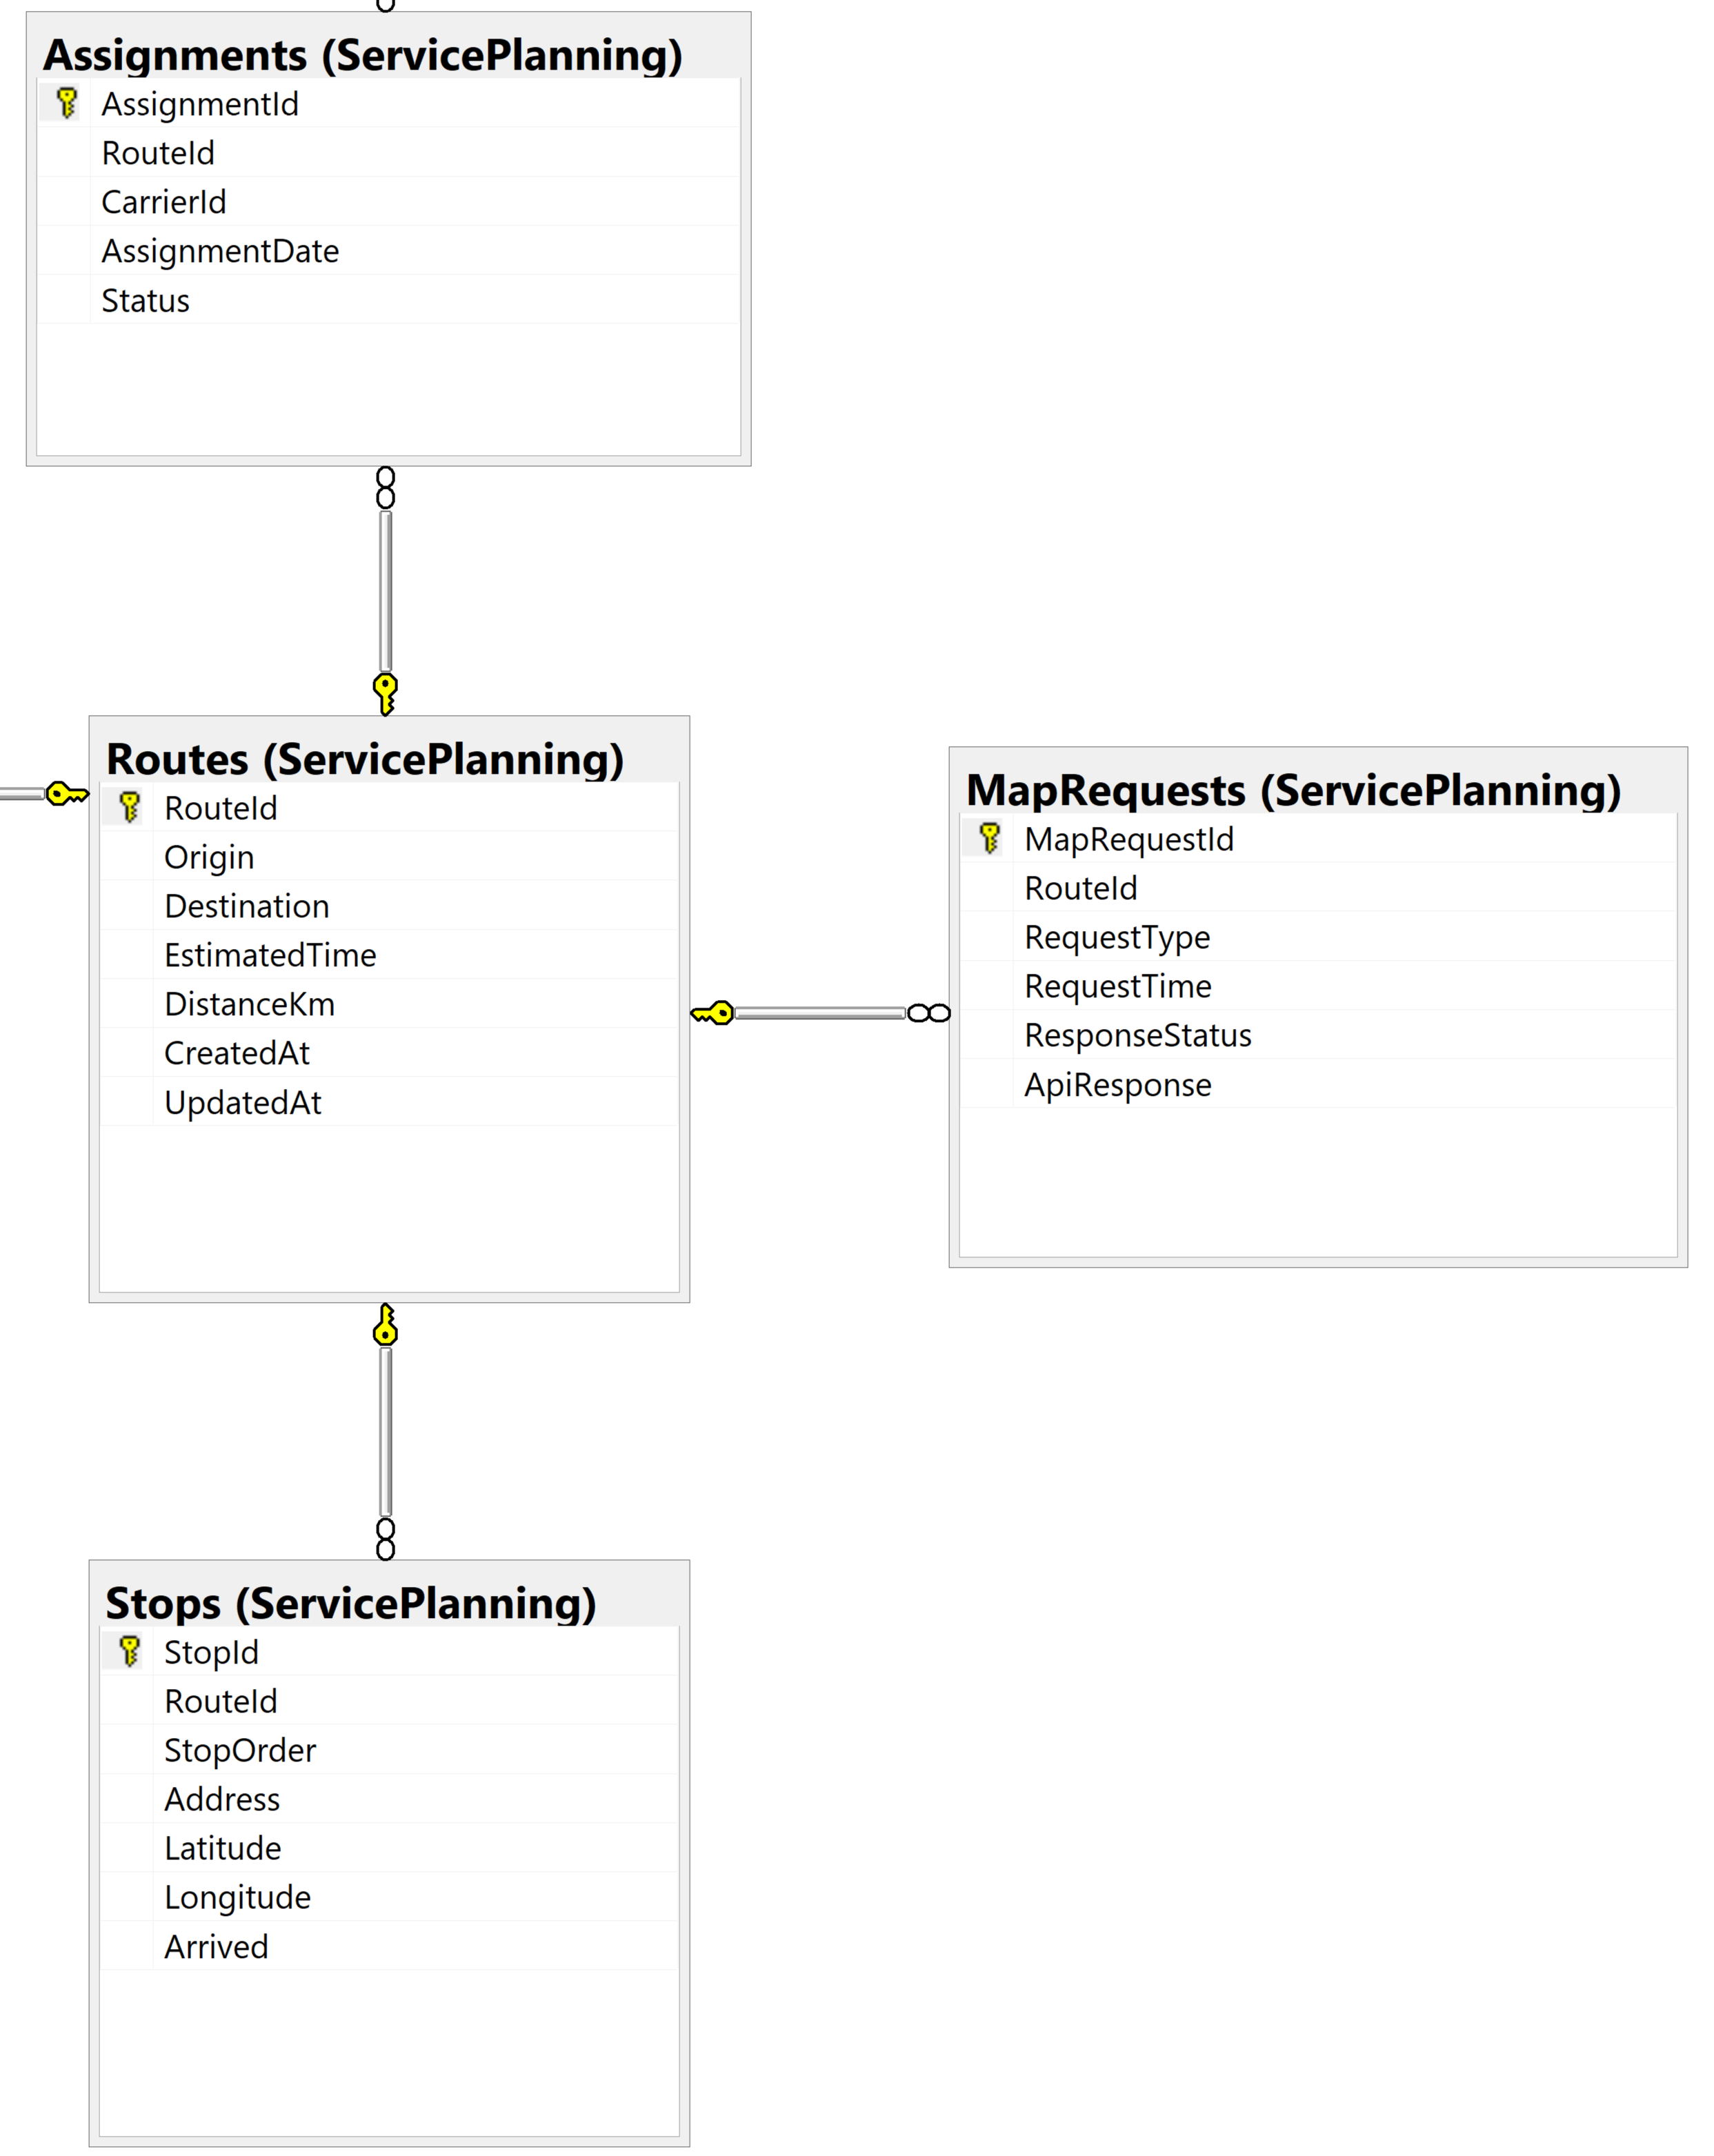 Assignments (ServicePlanning)
AssignmentId
RouteId
CarrierId
AssignmentDate
Status
Routes (ServicePlanning)
RouteId
Origin
Destination
EstimatedTime
DistanceKm
CreatedAt
UpdatedAt
MapRequests (ServicePlanning)
MapRequestId
RouteId
RequestType
RequestTime
ResponseStatus
ApiResponse
Stops (ServicePlanning)
StopId
RouteId
StopOrder
Address
Latitude
Longitude
Arrived